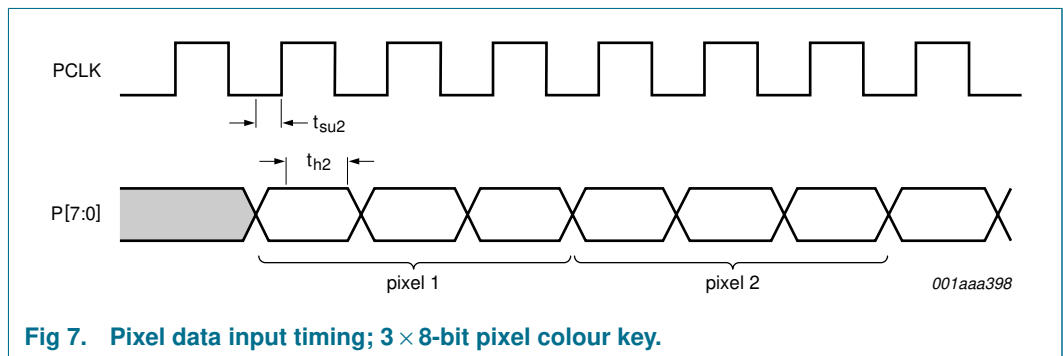 PCLK
tsu2
th2
P[7:0]
pixel 1
pixel 2
001aaa398
Fig 7. Pixel data input timing; 3 × 8-bit pixel colour key.